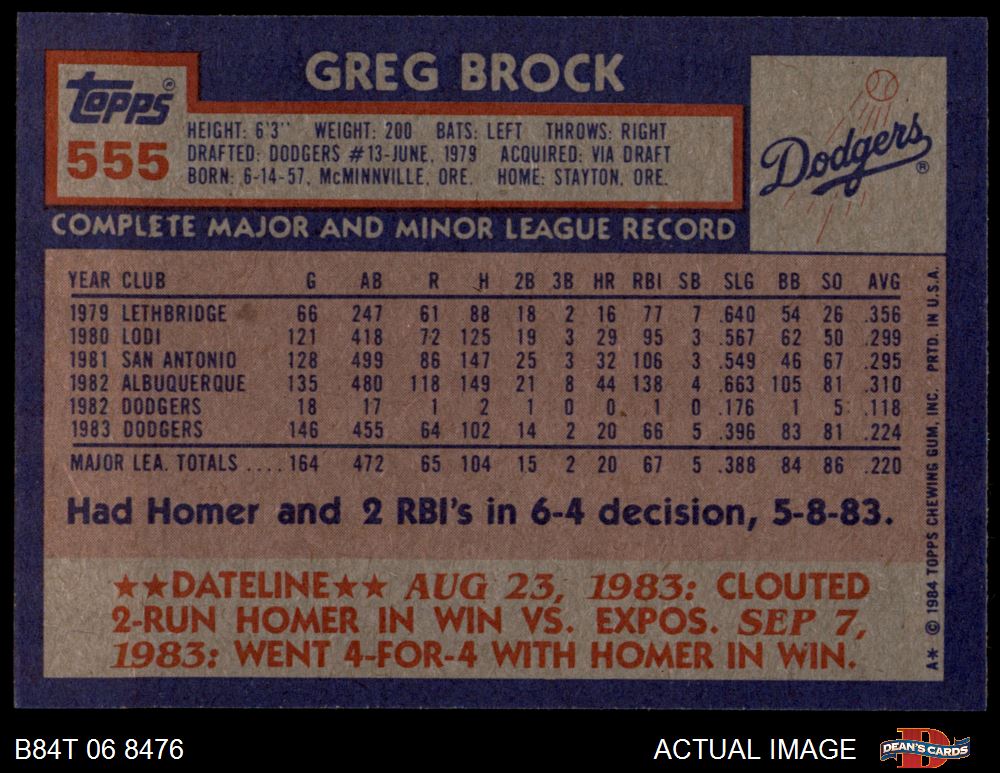 GREG BROCK
Topps®
555
HEIGHT: 6'3" WEIGHT: 200 BATS: LEFT THROWS: RIGHT
DRAFTED: DODGERS #13-JUNE, 1979 ACQUIRED: VIA DRAFT
BORN: 6-14-57, McMINNVILLE, ORE. HOME: STAYTON, ORE.
Dodgers®
COMPLETE MAJOR AND MINOR LEAGUE RECORD
YEAR CLUB G AB R H 2B 3B HR RBI SB SLG BB SO AVG
1979 LETHBRIDGE 66 247 61 88 18 2 16 77 7 .640 54 26 .356
1980 LODI 121 418 72 125 19 3 29 95 3 .567 62 50 .299
1981 SAN ANTONIO 128 499 86 147 25 3 32 106 3 .549 46 67 .295
1982 ALBUQUERQUE 135 480 118 149 21 8 44 138 4 .663 105 81 .310
1982 DODGERS 18 17 1 2 1 0 0 1 0 .176 1 5 .118
1983 DODGERS 146 455 64 102 14 2 20 66 5 .396 83 81 .224
MAJOR LEA. TOTALS .... 164 472 65 104 15 2 20 67 5 .388 84 86 .220
Had Homer and 2 RBI's in 6-4 decision, 5-8-83.
★★DATELINE★★ AUG 23, 1983: CLOUTED
2-RUN HOMER IN WIN VS. EXPOS. SEP 7,
1983: WENT 4-FOR-4 WITH HOMER IN WIN.
A* © 1984 TOPPS CHEWING GUM, INC. PRTD. IN U.S.A.
B84T 06 8476
ACTUAL IMAGE
DEAN'S CARDS